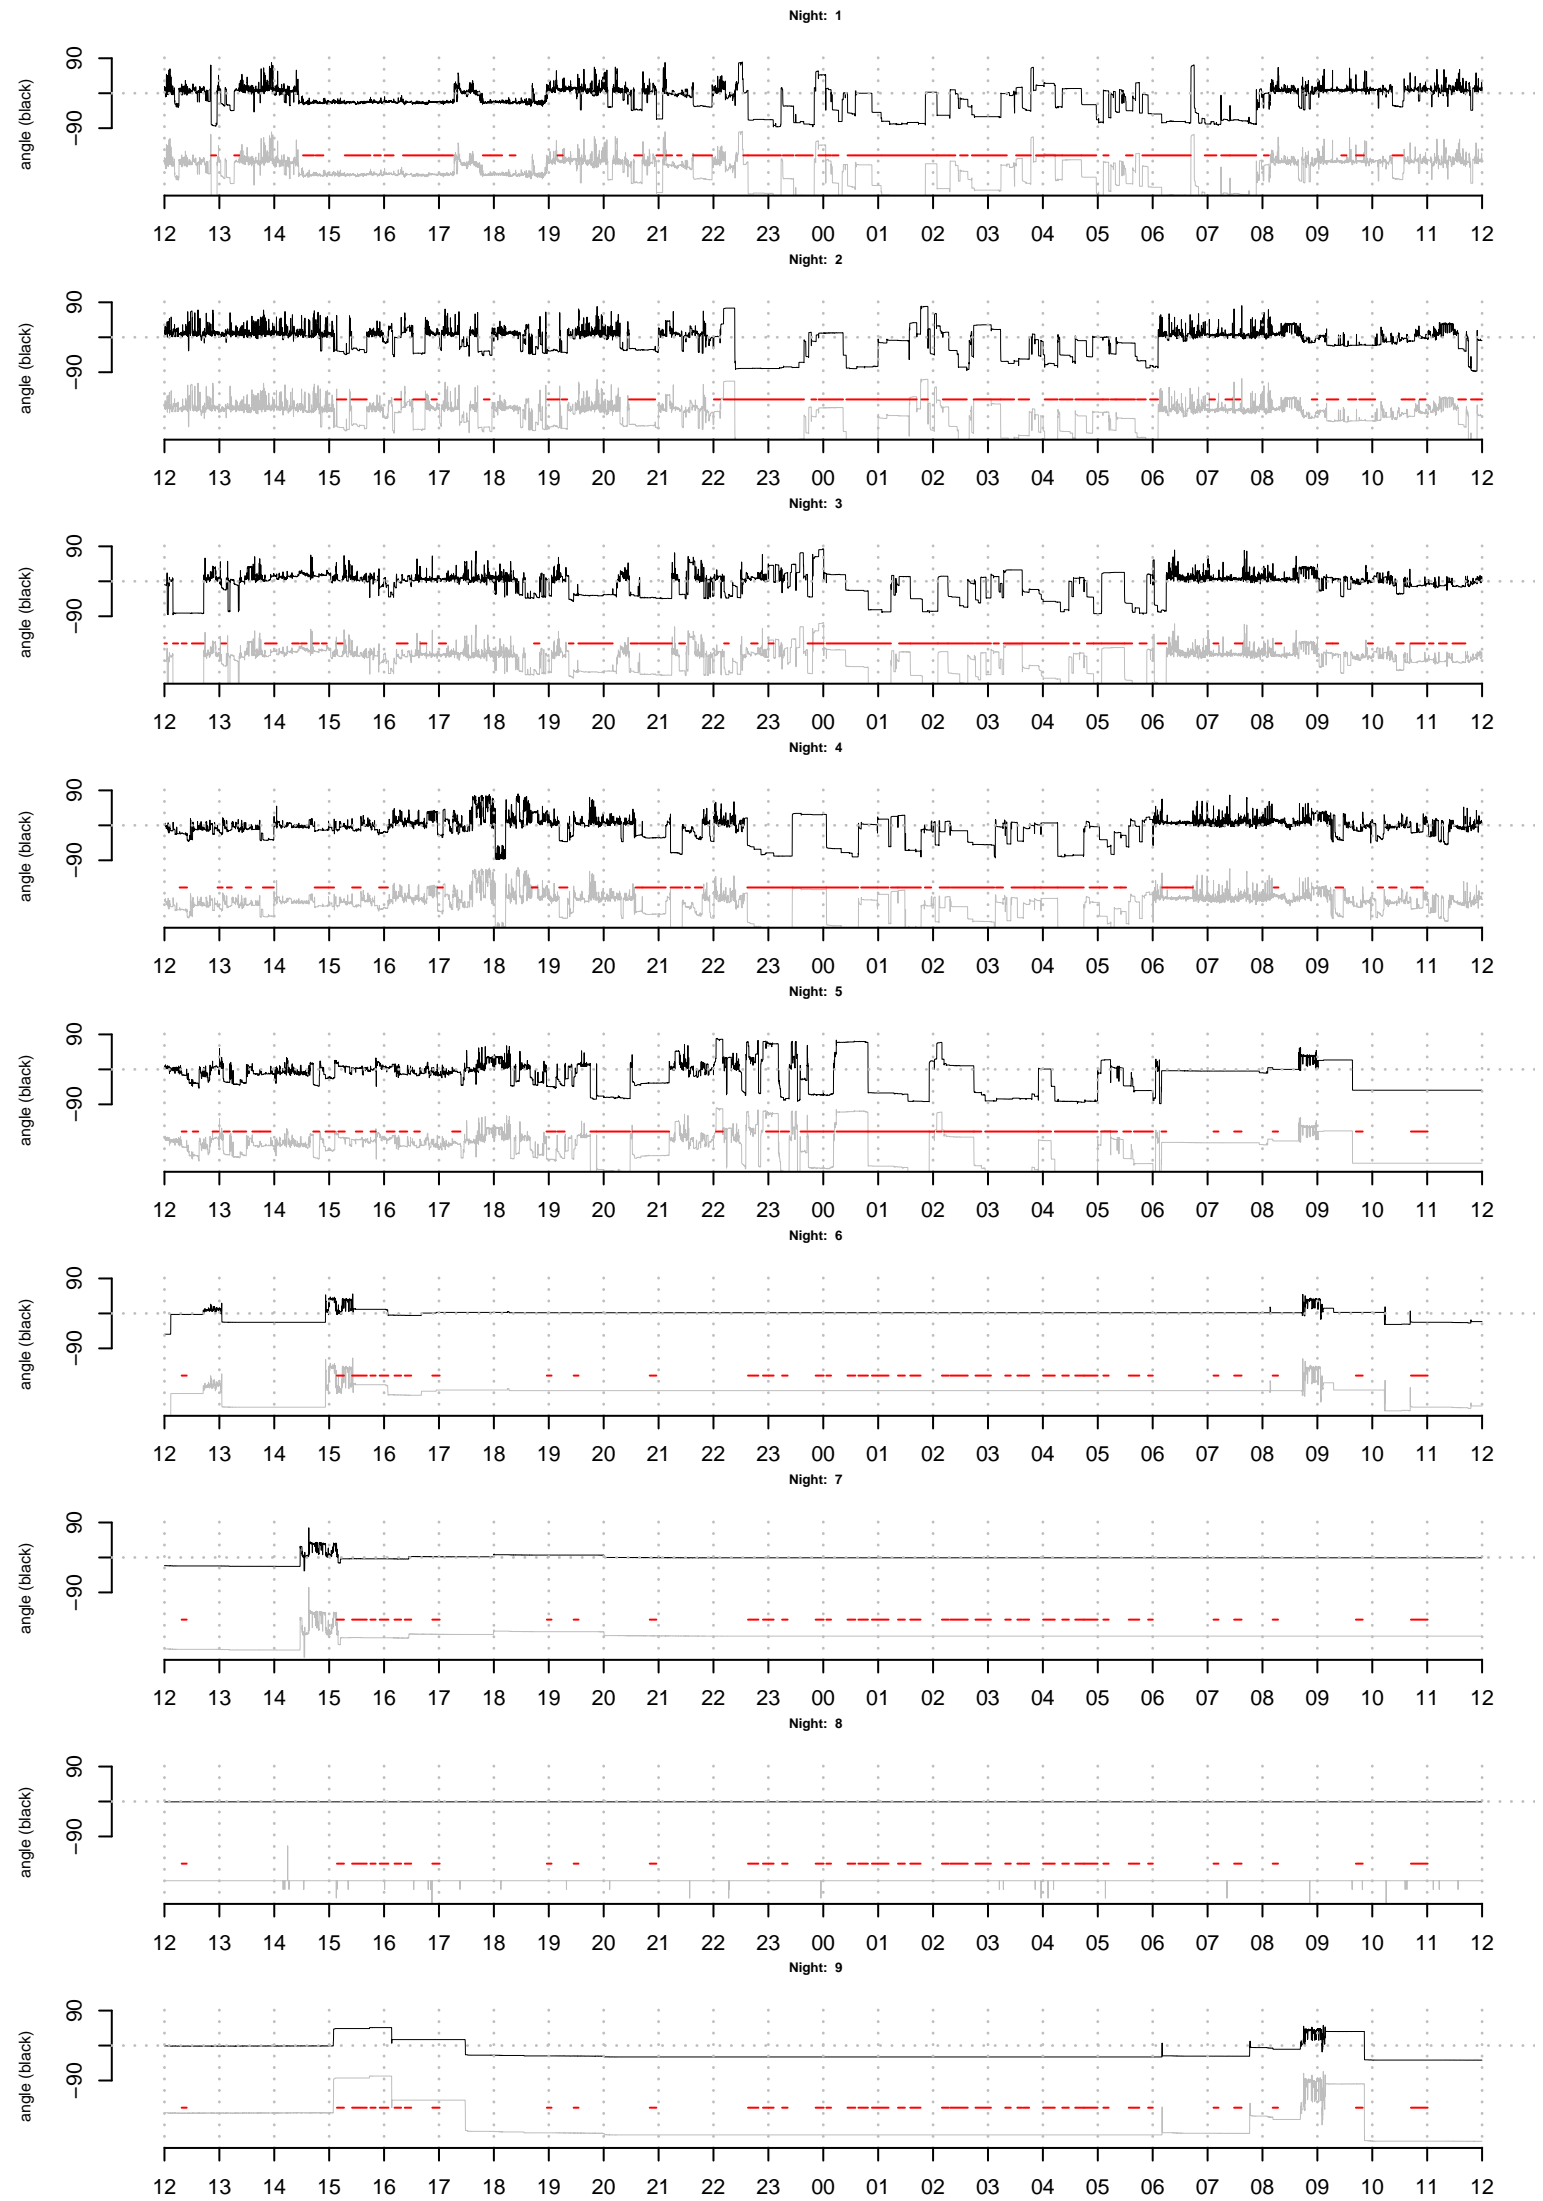 Night: 1
90
-90
angle (black)
12 13 14 15 16 17 18 19 20 21 22 23 00 01 02 03 04 05 06 07 08 09 10 11 12
Night: 2
90
-90
angle (black)
12 13 14 15 16 17 18 19 20 21 22 23 00 01 02 03 04 05 06 07 08 09 10 11 12
Night: 3
90
-90
angle (black)
12 13 14 15 16 17 18 19 20 21 22 23 00 01 02 03 04 05 06 07 08 09 10 11 12
Night: 4
90
-90
angle (black)
12 13 14 15 16 17 18 19 20 21 22 23 00 01 02 03 04 05 06 07 08 09 10 11 12
Night: 5
90
-90
angle (black)
12 13 14 15 16 17 18 19 20 21 22 23 00 01 02 03 04 05 06 07 08 09 10 11 12
Night: 6
90
-90
angle (black)
12 13 14 15 16 17 18 19 20 21 22 23 00 01 02 03 04 05 06 07 08 09 10 11 12
Night: 7
90
-90
angle (black)
12 13 14 15 16 17 18 19 20 21 22 23 00 01 02 03 04 05 06 07 08 09 10 11 12
Night: 8
90
-90
angle (black)
12 13 14 15 16 17 18 19 20 21 22 23 00 01 02 03 04 05 06 07 08 09 10 11 12
Night: 9
90
-90
angle (black)
12 13 14 15 16 17 18 19 20 21 22 23 00 01 02 03 04 05 06 07 08 09 10 11 12